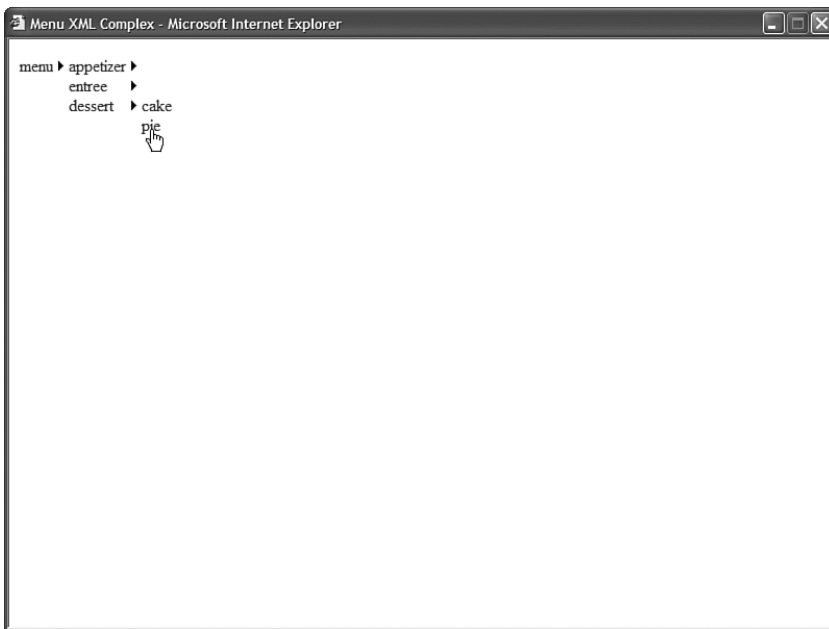 Menu XML Complex - Microsoft Internet Explorer
menu appetizer
entree
dessert cake
pie